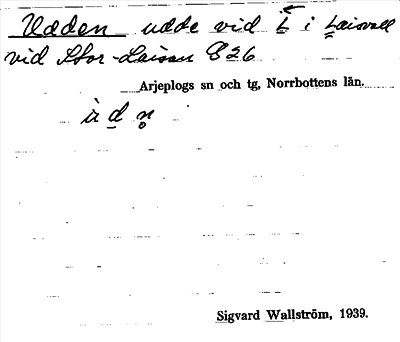 Udden udde vid L i Laisvall
vid Stor-Laisan 826
Arjeplogs sn och tg, Norrbottens län.
ù d n̥
Sigvard Wallström, 1939.